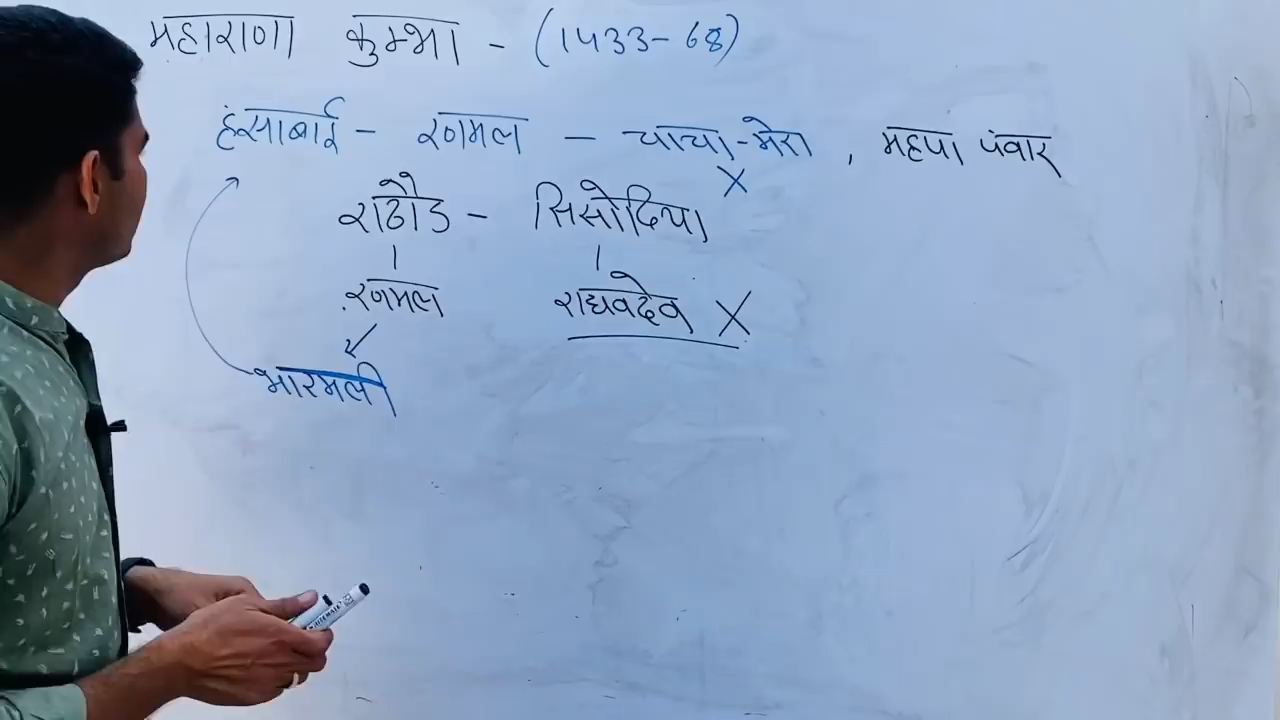 महाराणा कुम्भा - (1433-68)
हंसाबाई - रणमल - चाचा-मेरा , महपा पंवार
राठौड - सिसोदिया
रणमल राघवदेव X
भारमली